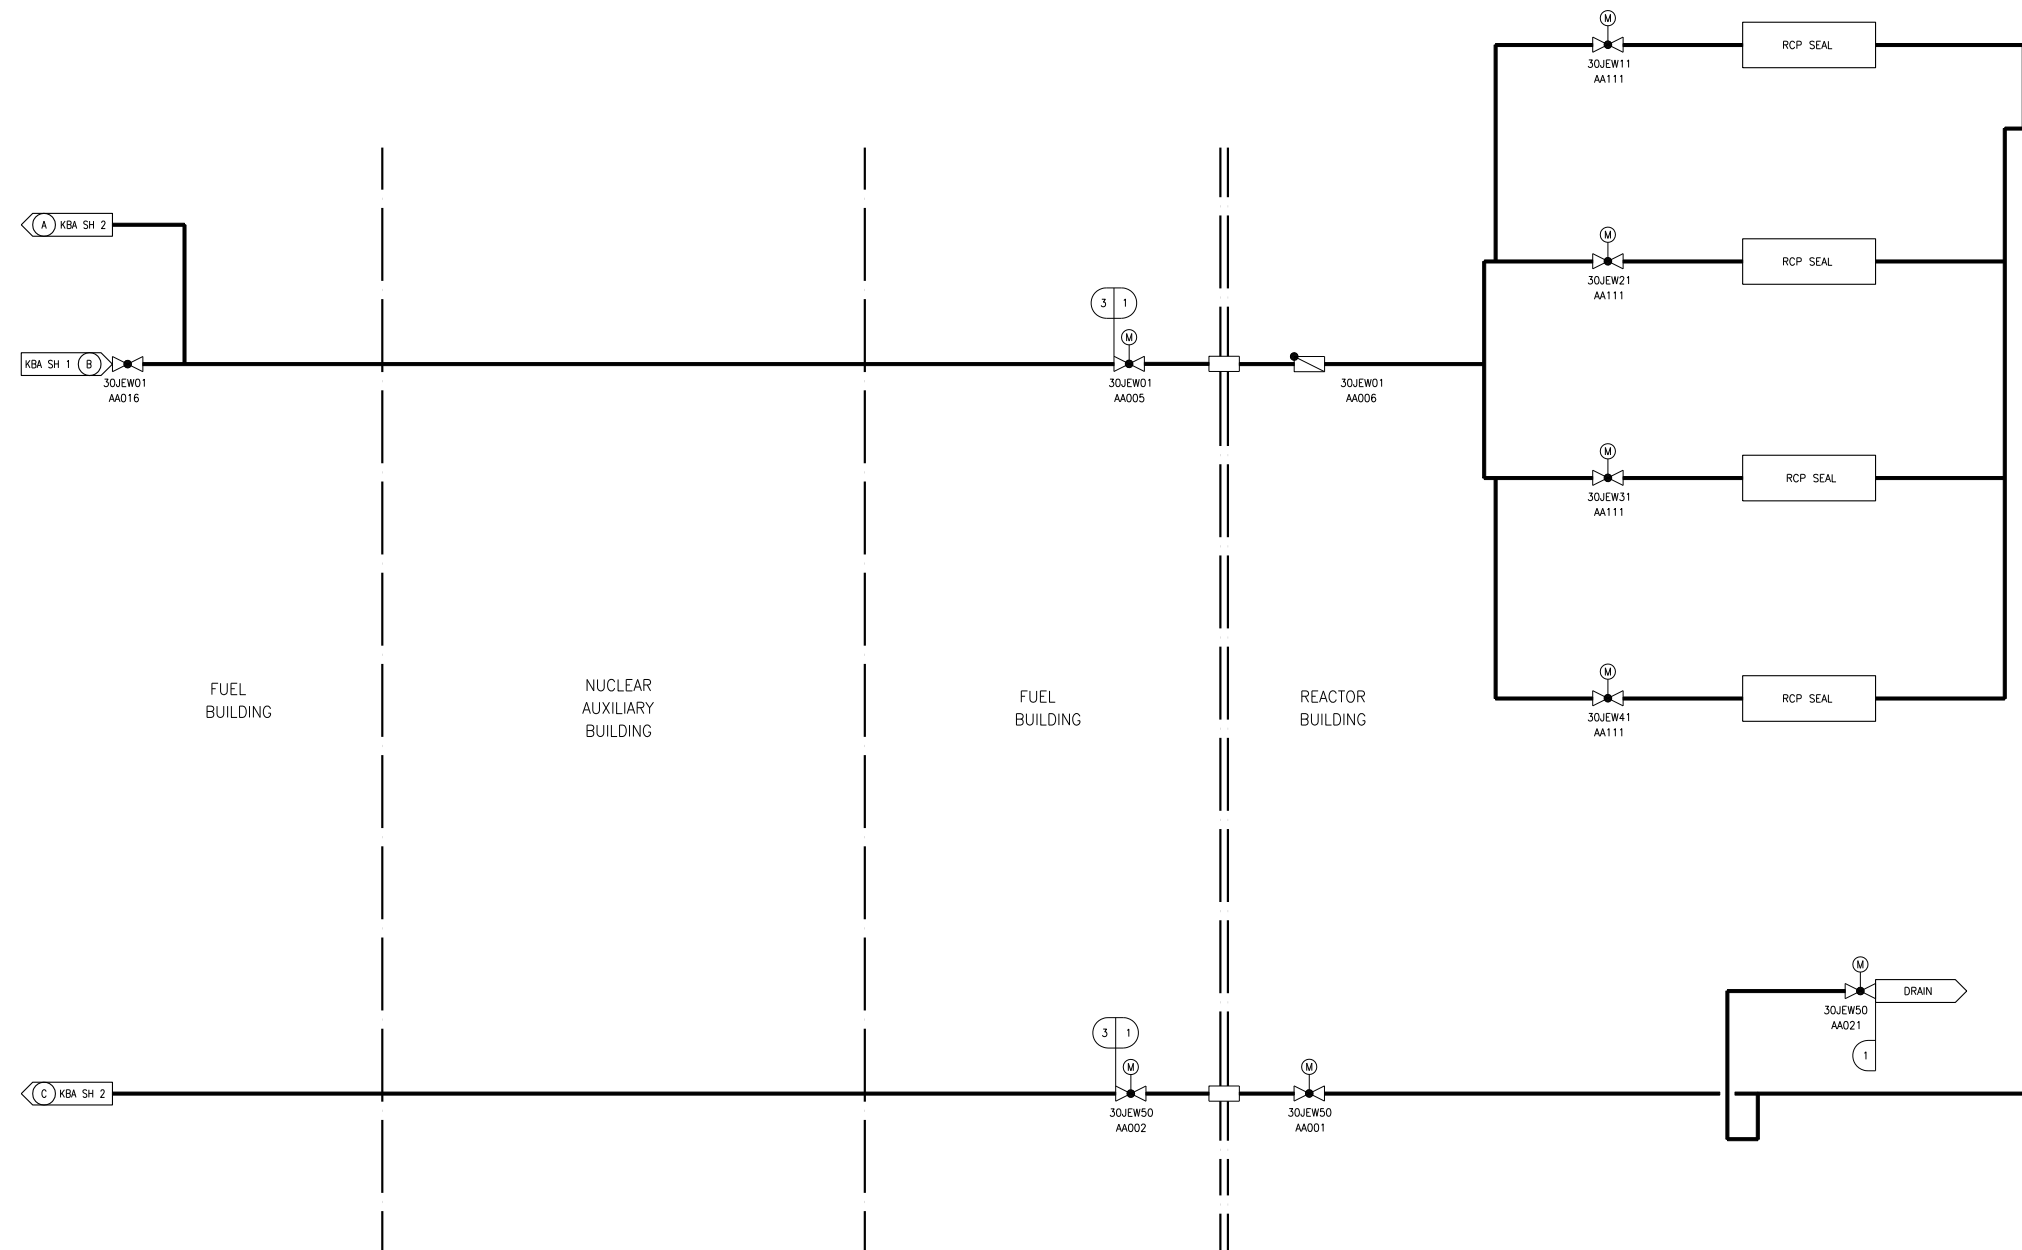 M
RCP SEAL
30JEW11
AA111
A KBA SH 2
M
RCP SEAL
30JEW21
AA111
3 1
M
KBA SH 1 B
30JEW01
AA016
30JEW01
AA005
30JEW01
AA006
M
RCP SEAL
30JEW31
AA111
M
RCP SEAL
30JEW41
AA111
FUEL
BUILDING
NUCLEAR
AUXILIARY
BUILDING
FUEL
BUILDING
REACTOR
BUILDING
M
DRAIN
30JEW50
AA021
1
3 1
M
M
C KBA SH 2
30JEW50
AA002
30JEW50
AA001